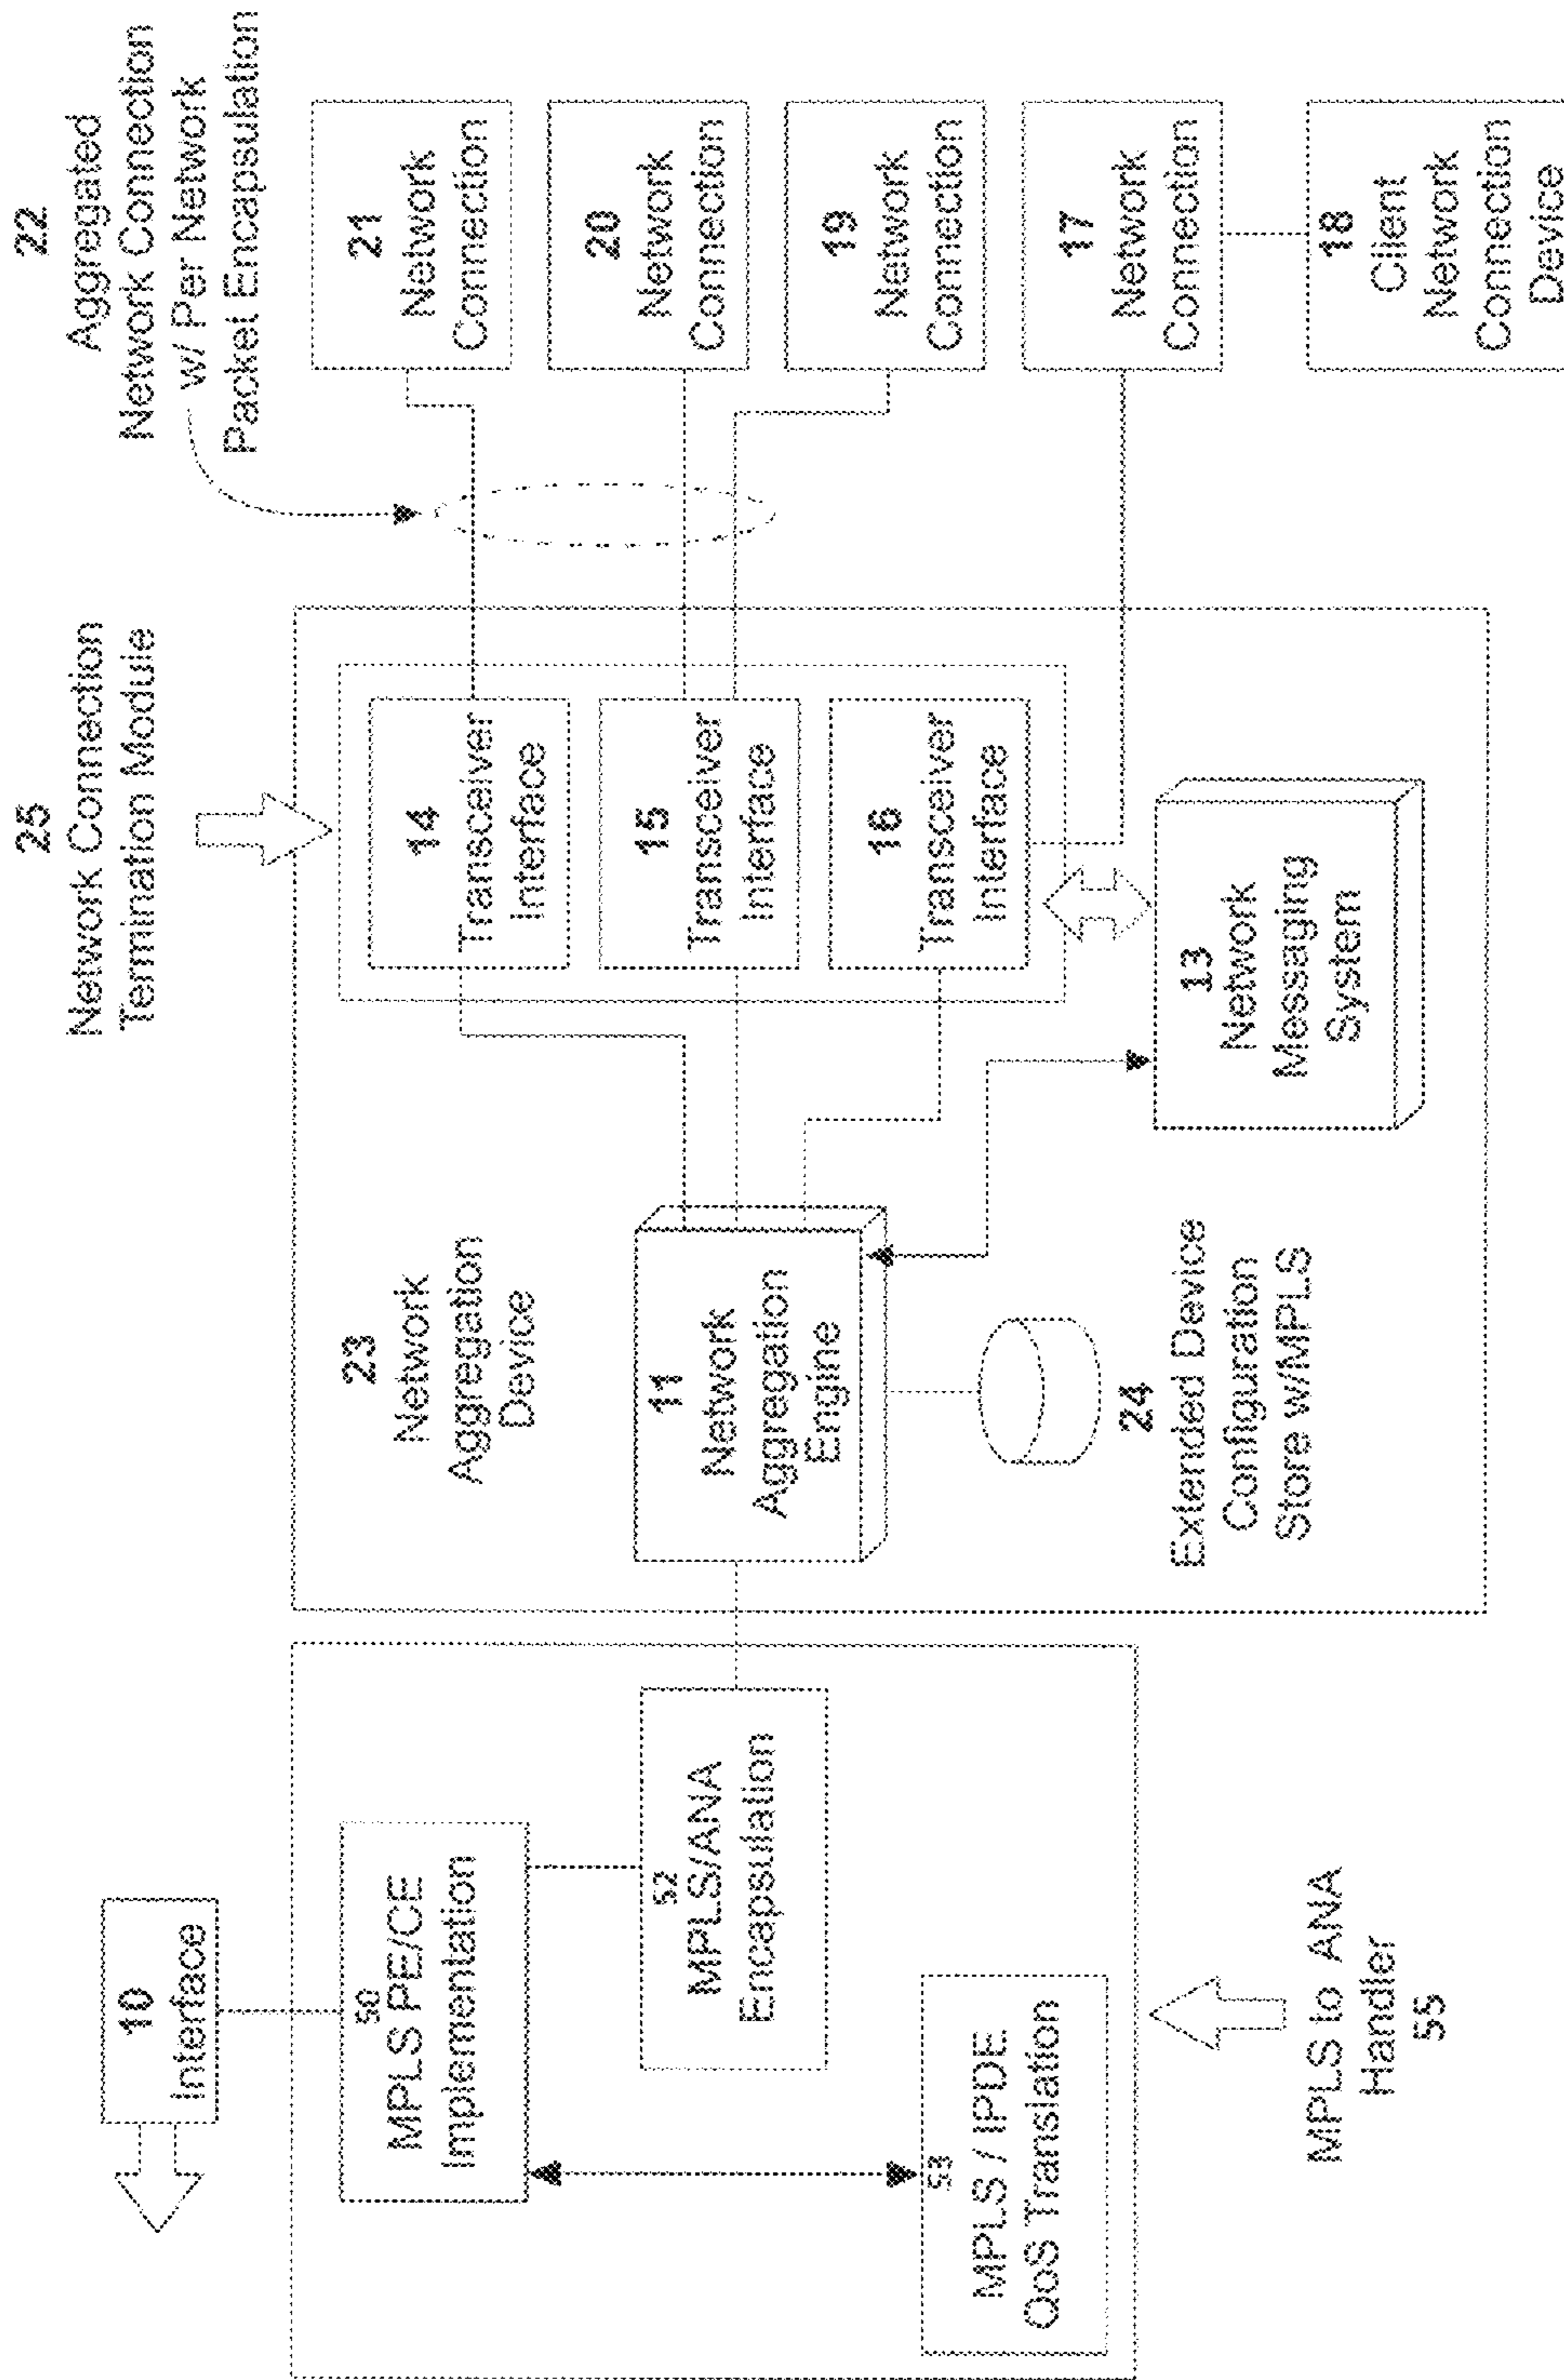 10
Interface
50
MPLS PE/CE
Implementation
52
MPLS/ANA
Encapsulation
53
MPLS / IPDE
QoS Translation
MPLS to ANA
Handler
55
23
Network
Aggregation
Device
11
Network
Aggregation
Engine
24
Extended Device
Configuration
Store w/MPLS
25
Network Connection
Termination Module
14
Transceiver
Interface
15
Transceiver
Interface
16
Transceiver
Interface
13
Network
Messaging
System
22
Aggregated
Network Connection
w/ Per Network
Packet Encapsulation
21
Network
Connection
20
Network
Connection
19
Network
Connection
17
Network
Connection
18
Client
Network
Connection
Device